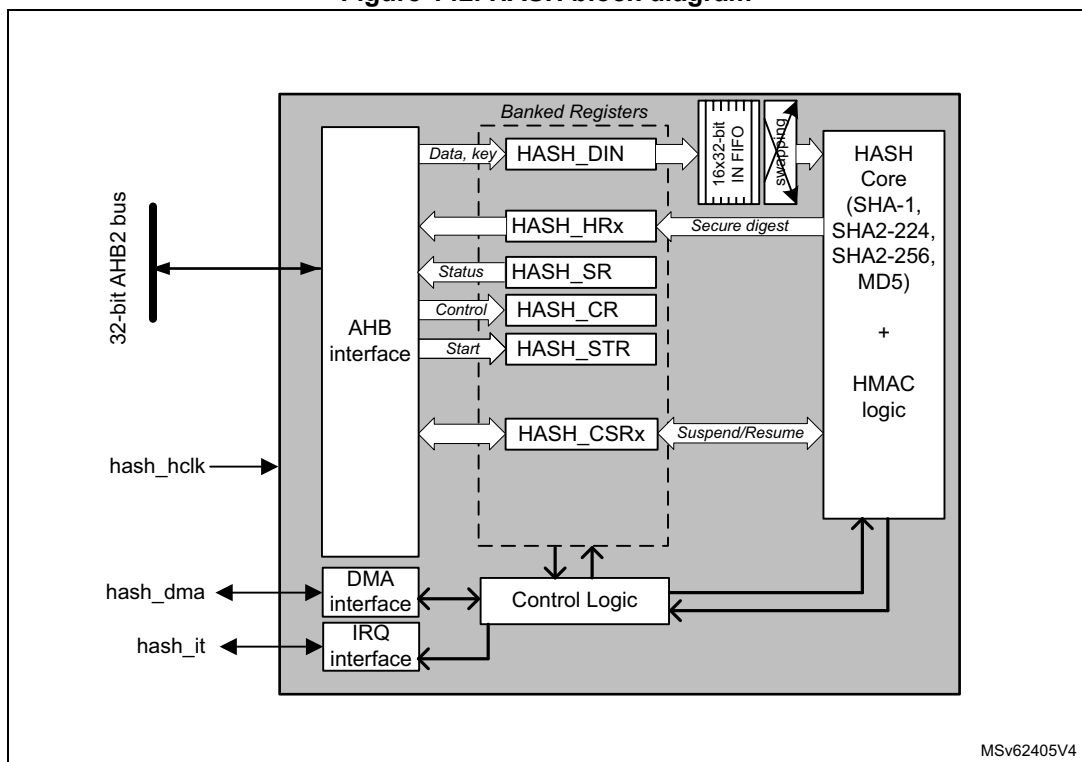 Banked Registers
32-bit AHB2 bus
AHB
interface
Data, key
HASH_DIN
16x32-bit
IN FIFO
swapping
HASH
Core
(SHA-1,
SHA2-224,
SHA2-256,
MD5)
+
HMAC
logic
HASH_HRx
Secure digest
Status
HASH_SR
Control
HASH_CR
Start
HASH_STR
HASH_CSRx
Suspend/Resume
hash_hclk
hash_dma
DMA
interface
Control Logic
hash_it
IRQ
interface
MSv62405V4